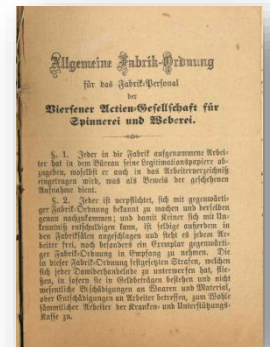 Allgemeine Fabrik-Ordnung
für das Fabrik-Personal
der
Viersener Actien-Gesellschaft für
Spinnerei und Weberei.
§. 1. Jeder in die Fabrik aufgenommene Arbei-
ter hat in dem Büreau seine Legitimationspapiere ab-
zugeben, woselbst er auch in das Arbeiterverzeichniß
eingetragen wird, was als Beweis der geschehenen
Aufnahme dient.
§. 2. Jeder ist verpflichtet, sich mit gegenwärti-
ger Fabrik-Ordnung bekannt zu machen und derselben
genau nachzukommen; und damit Keiner sich mit Un-
kenntniß entschuldigen kann, ist selbige außerdem in
den Fabriksälen angeschlagen und steht es jedem Ar-
beiter frei, noch besonders ein Exemplar gegenwärti-
ger Fabrik-Ordnung in Empfang zu nehmen. Die
in dieser Fabrik-Ordnung festgesetzten Strafen, welchen
sich jeder Dawiderhandelnde zu unterwerfen hat, flie-
ßen, in sofern sie in Geldbeträgen bestehen und nicht
wesentliche Beschädigungen an Waaren und Material,
oder Entschädigungen an Arbeiter betreffen, zum Wohle
sämmtlicher Arbeiter der Kranken- und Unterstützungs-
Kasse zu.